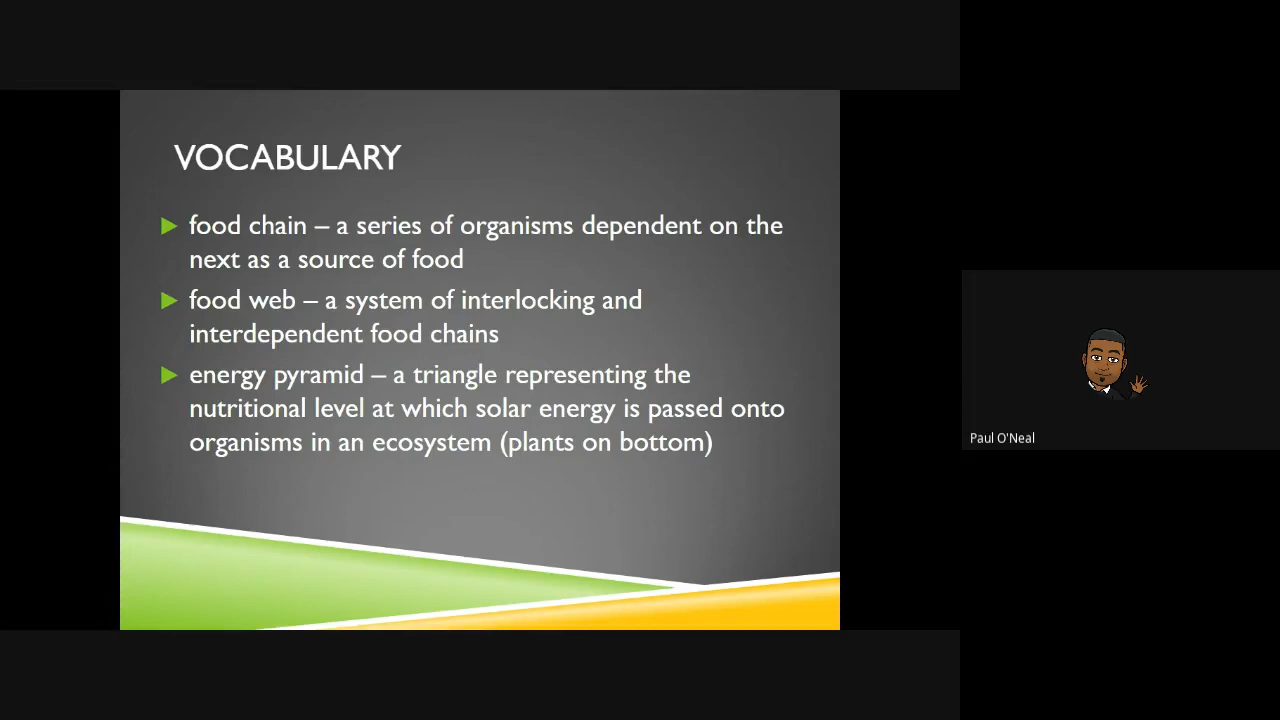 VOCABULARY
food chain – a series of organisms dependent on the
next as a source of food
food web – a system of interlocking and
interdependent food chains
energy pyramid – a triangle representing the
nutritional level at which solar energy is passed onto
organisms in an ecosystem (plants on bottom)
Paul O'Neal